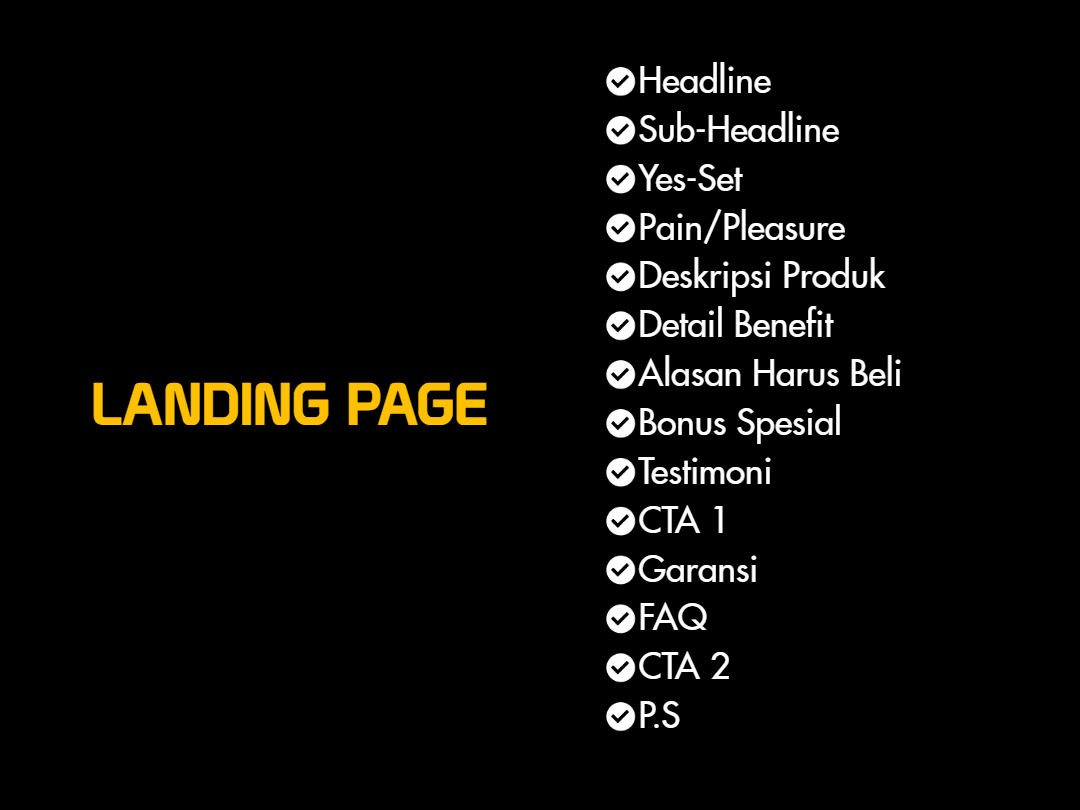 LANDING PAGE
Headline
Sub-Headline
Yes-Set
Pain/Pleasure
Deskripsi Produk
Detail Benefit
Alasan Harus Beli
Bonus Spesial
Testimoni
CTA 1
Garansi
FAQ
CTA 2
P.S